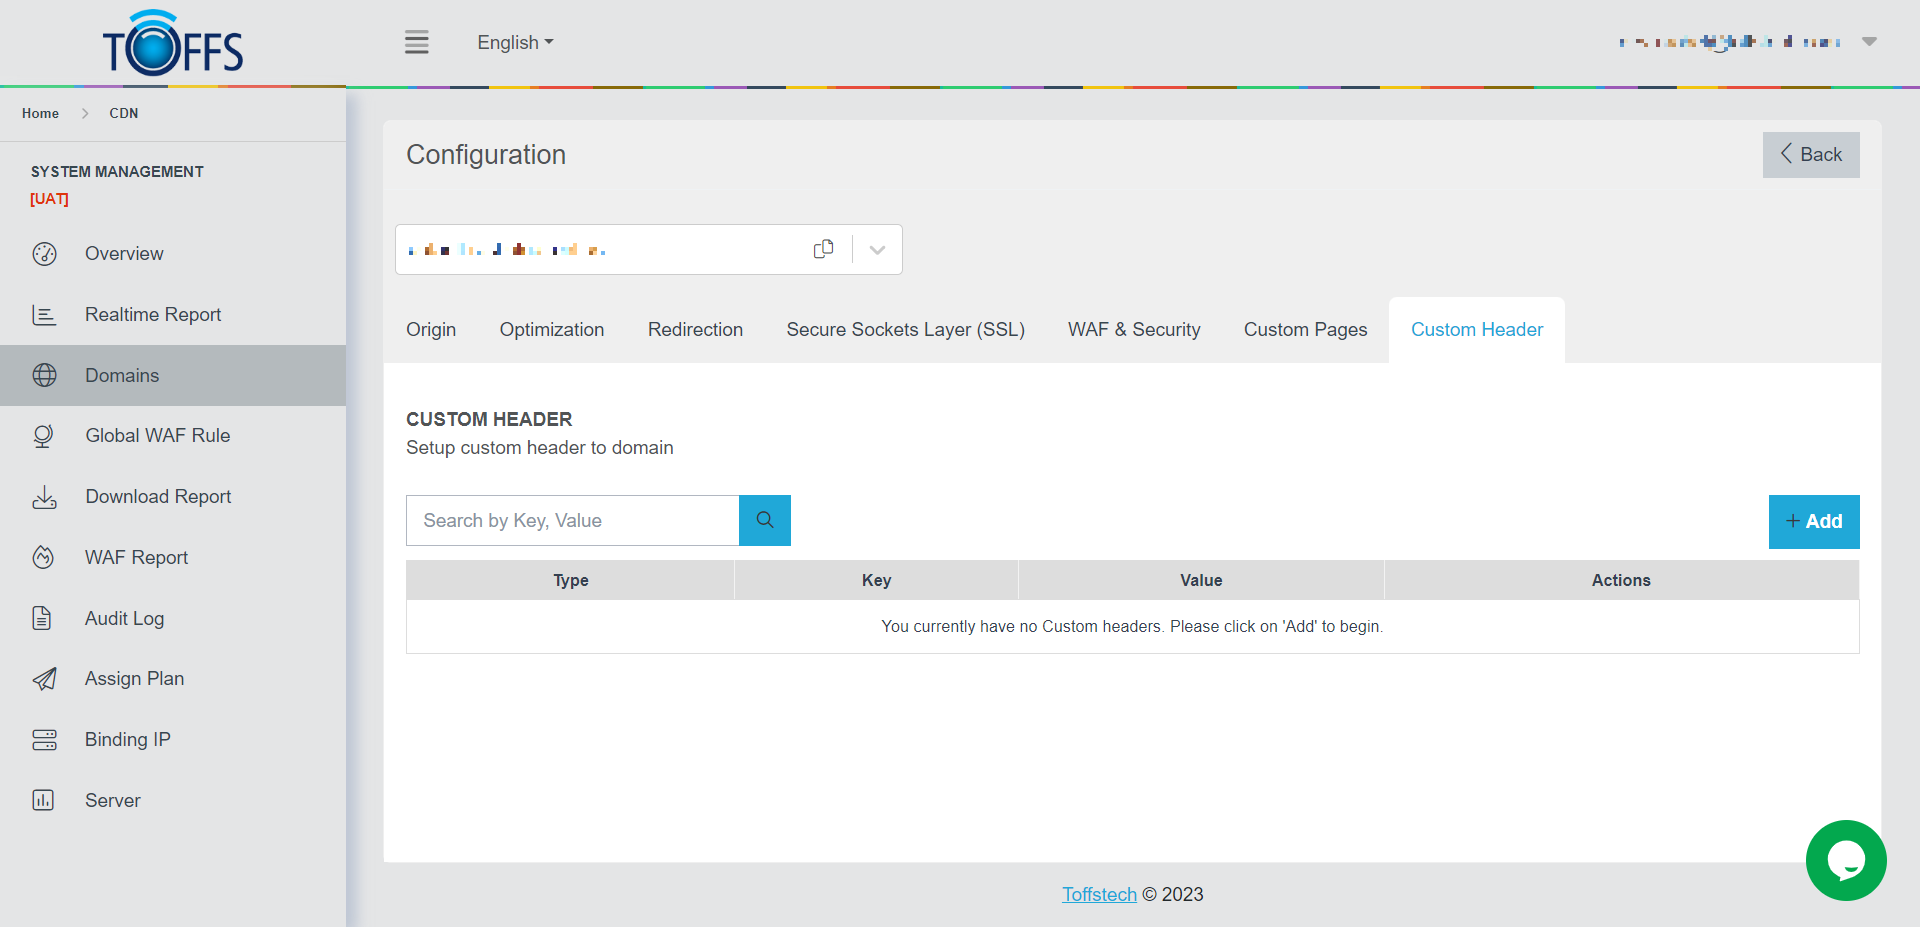 TOFFS
English
Home > CDN
SYSTEM MANAGEMENT
[UAT]
Overview
Realtime Report
Domains
Global WAF Rule
Download Report
WAF Report
Audit Log
Assign Plan
Binding IP
Server
Configuration
Back
Origin
Optimization
Redirection
Secure Sockets Layer (SSL)
WAF & Security
Custom Pages
Custom Header
CUSTOM HEADER
Setup custom header to domain
Search by Key, Value
+ Add
Type Key Value Actions
You currently have no Custom headers. Please click on 'Add' to begin.
Toffstech © 2023